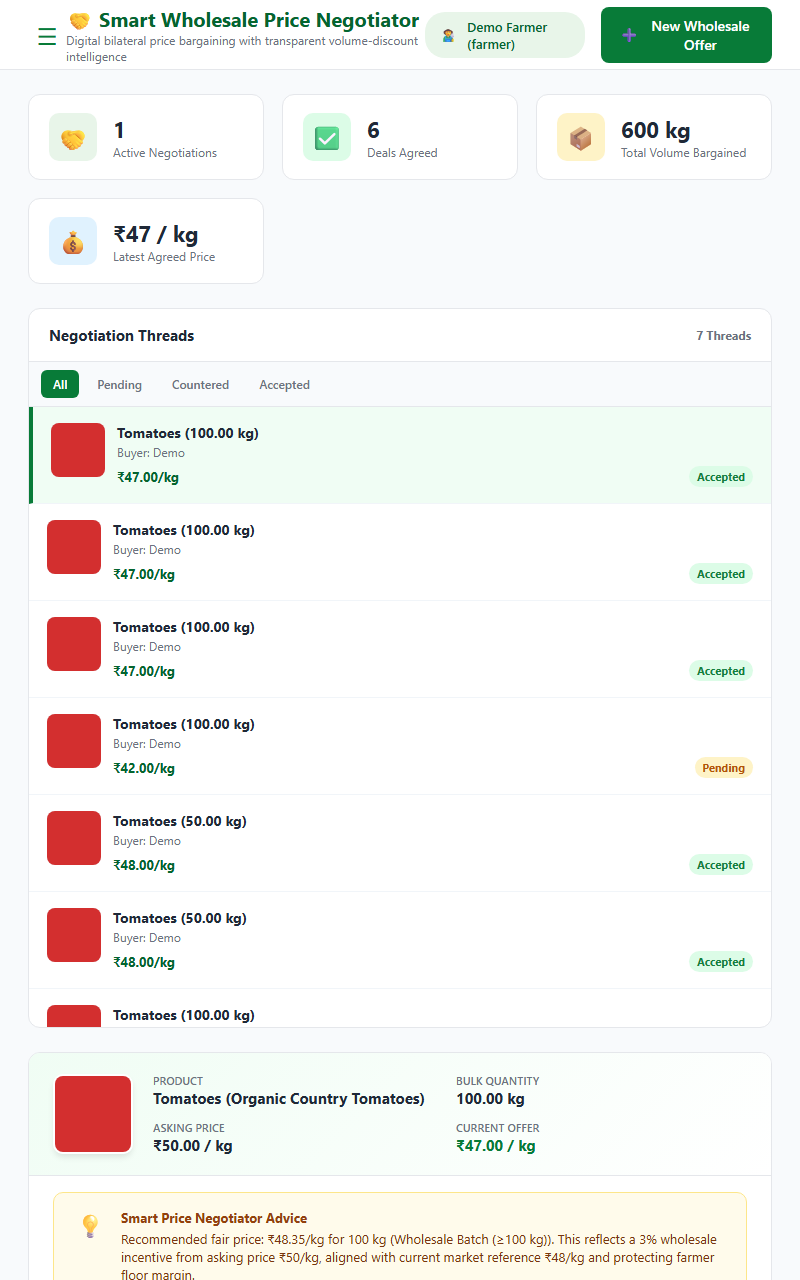 Smart Wholesale Price Negotiator
Digital bilateral price bargaining with transparent volume-discount
intelligence
Demo Farmer
(farmer)
New Wholesale
Offer
1
Active Negotiations
6
Deals Agreed
600 kg
Total Volume Bargained
₹47 / kg
Latest Agreed Price
Negotiation Threads
7 Threads
All
Pending
Countered
Accepted
Tomatoes (100.00 kg)
Buyer: Demo
₹47.00/kg
Accepted
Tomatoes (100.00 kg)
Buyer: Demo
₹47.00/kg
Accepted
Tomatoes (100.00 kg)
Buyer: Demo
₹47.00/kg
Accepted
Tomatoes (100.00 kg)
Buyer: Demo
₹42.00/kg
Pending
Tomatoes (50.00 kg)
Buyer: Demo
₹48.00/kg
Accepted
Tomatoes (50.00 kg)
Buyer: Demo
₹48.00/kg
Accepted
Tomatoes (100.00 kg)
PRODUCT
Tomatoes (Organic Country Tomatoes)
BULK QUANTITY
100.00 kg
ASKING PRICE
₹50.00 / kg
CURRENT OFFER
₹47.00 / kg
Smart Price Negotiator Advice
Recommended fair price: ₹48.35/kg for 100 kg (Wholesale Batch (≥100 kg)). This reflects a 3% wholesale
incentive from asking price ₹50/kg, aligned with current market reference ₹48/kg and protecting farmer
floor margin.